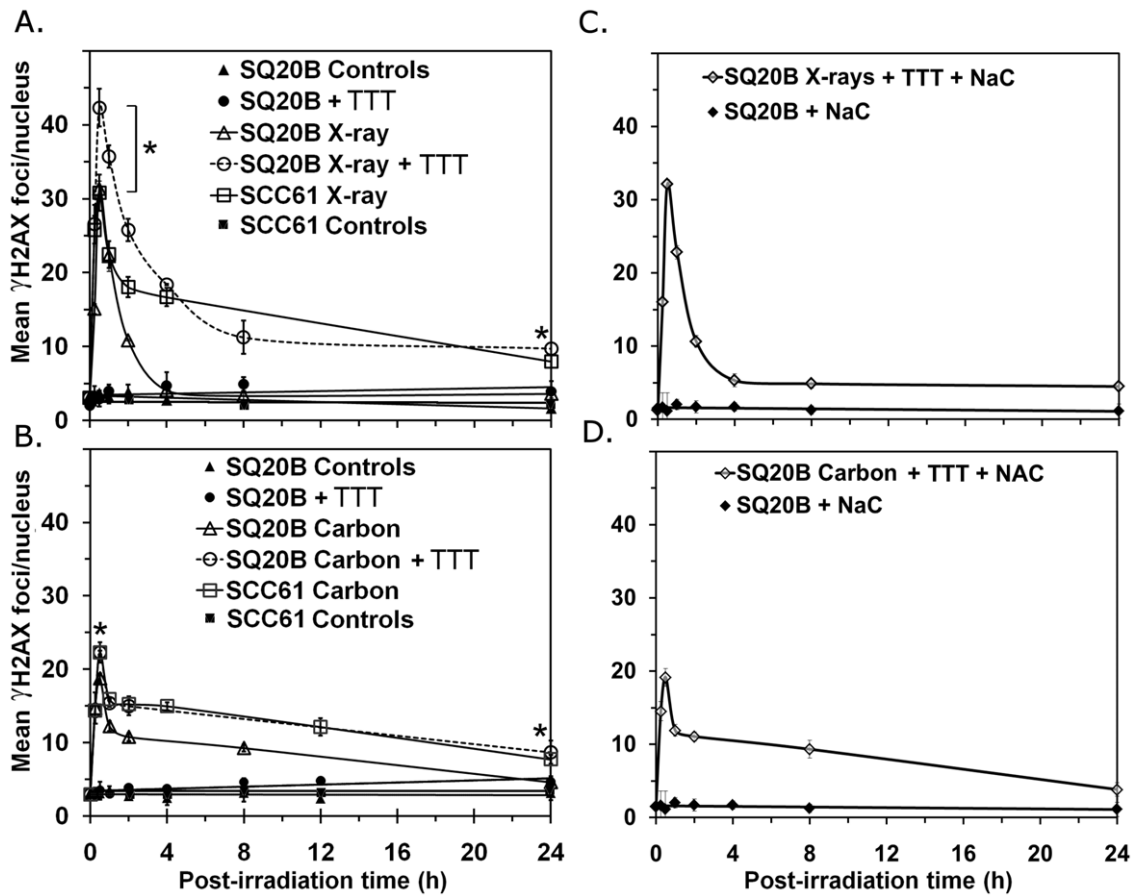 A.
Mean γH2AX foci/nucleus
40
30
20
10
0
SQ20B Controls
SQ20B + TTT
SQ20B X-ray
SQ20B X-ray + TTT
SCC61 X-ray
SCC61 Controls
*
*
24
C.
40
30
20
10
0
SQ20B X-rays + TTT + NaC
SQ20B + NaC
24
B.
Mean γH2AX foci/nucleus
40
30
20
10
0
SQ20B Controls
SQ20B + TTT
SQ20B Carbon
SQ20B Carbon + TTT
SCC61 Carbon
SCC61 Controls
*
*
0 4 8 12 16 20 24
Post-irradiation time (h)
D.
40
30
20
10
0
SQ20B Carbon + TTT + NAC
SQ20B + NaC
0 4 8 12 16 20 24
Post-irradiation time (h)